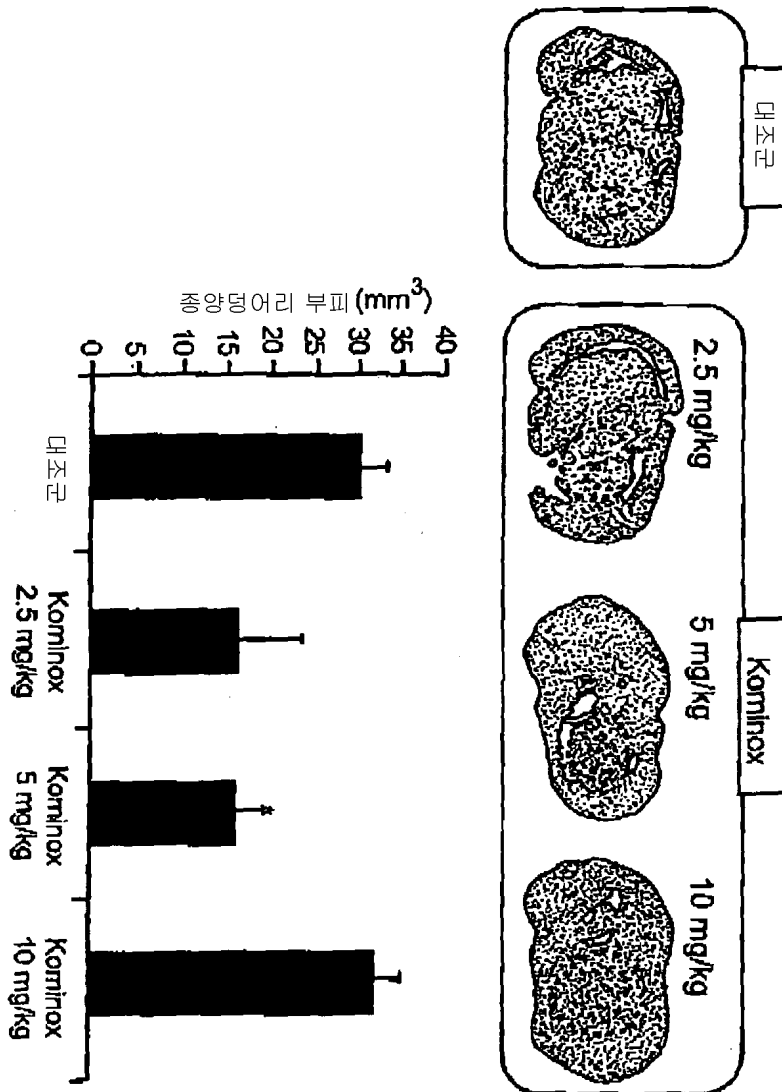 대조군
Kominox
2.5 mg/kg
5 mg/kg
10 mg/kg
종양덩어리 부피 (mm³)
40
35
30
25
20
15
10
5
0
대조군
Kominox
2.5 mg/kg
Kominox
5 mg/kg
*
Kominox
10 mg/kg